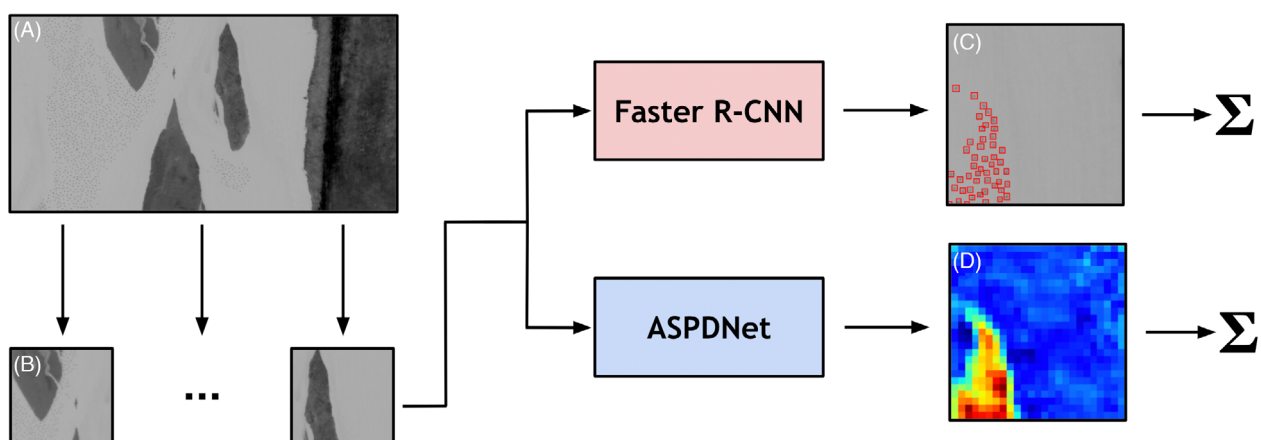 (A)
Faster R-CNN
(C)
Σ
(B)
...
ASPDNet
(D)
Σ